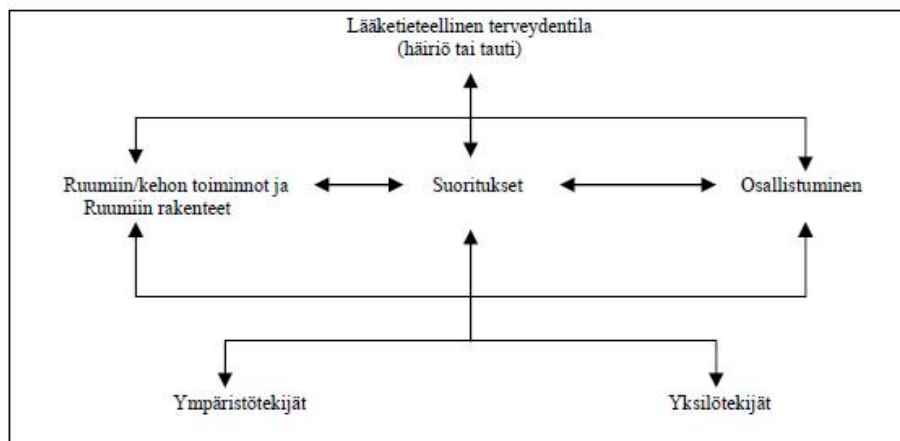 Lääketieteellinen terveydentila
(häiriö tai tauti)
Ruumiin/kehon toiminnot ja
Ruumiin rakenteet
Suoritukset
Osallistuminen
Ympäristötekijät
Yksilötekijät